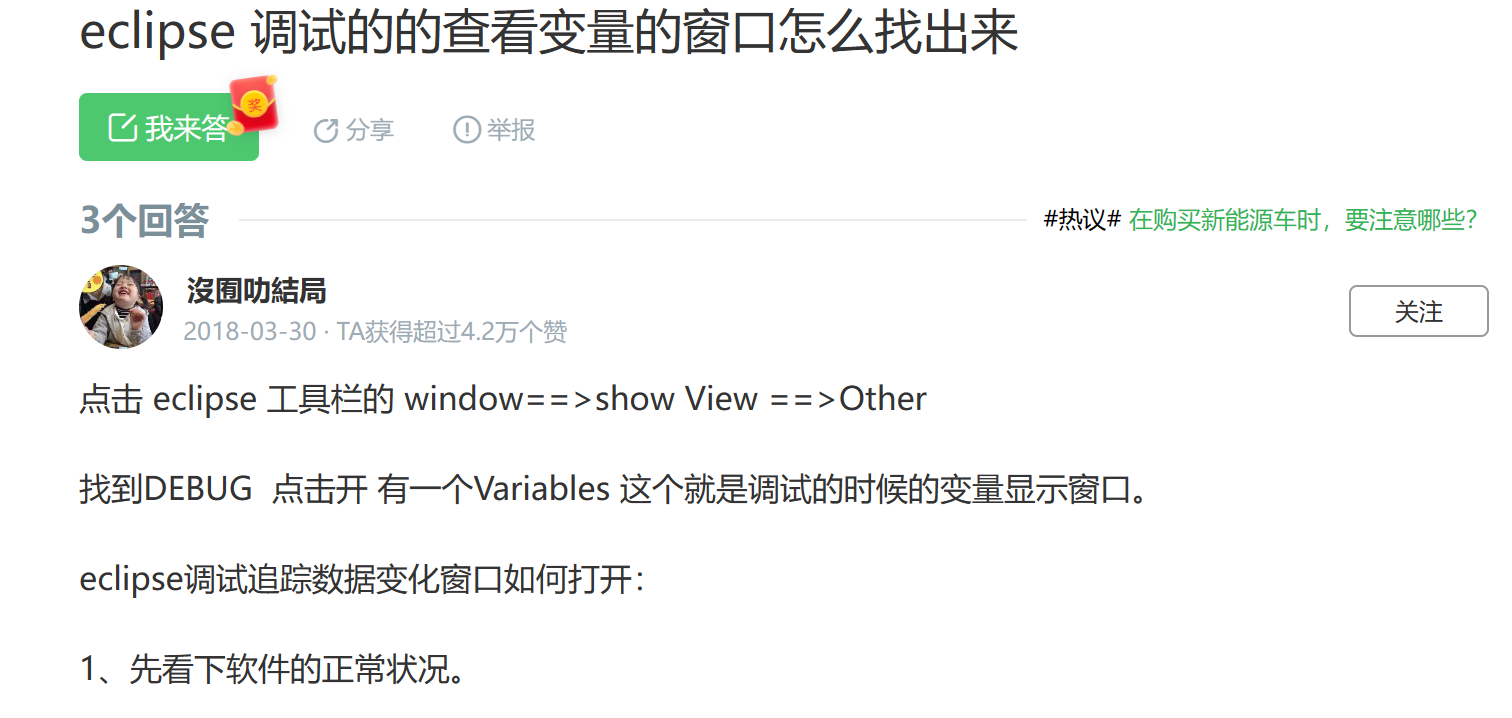 eclipse 调试的的查看变量的窗口怎么找出来
奖
我来答
分享
举报
3个回答
#热议# 在购买新能源车时，要注意哪些?
沒囿叻結局
2018-03-30 · TA获得超过4.2万个赞
关注
点击 eclipse 工具栏的 window==>show View ==>Other
找到DEBUG 点击开 有一个Variables 这个就是调试的时候的变量显示窗口。
eclipse调试追踪数据变化窗口如何打开：
1、先看下软件的正常状况。